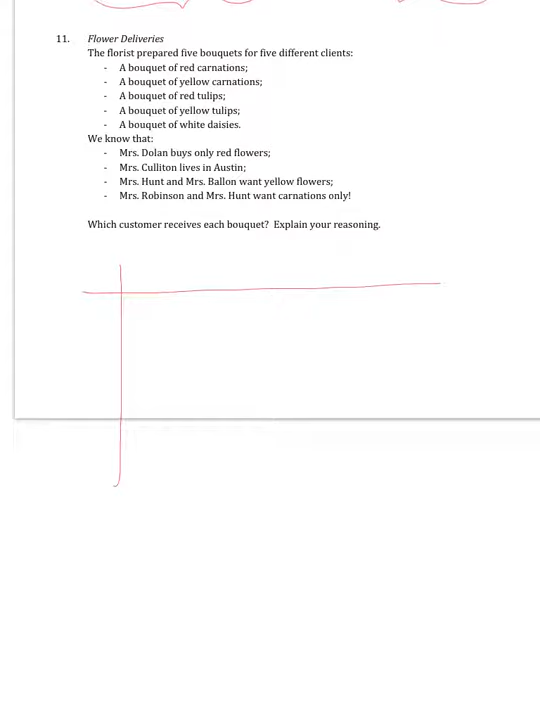 11. Flower Deliveries
The florist prepared five bouquets for five different clients:
- A bouquet of red carnations;
- A bouquet of yellow carnations;
- A bouquet of red tulips;
- A bouquet of yellow tulips;
- A bouquet of white daisies.
We know that:
- Mrs. Dolan buys only red flowers;
- Mrs. Culliton lives in Austin;
- Mrs. Hunt and Mrs. Ballon want yellow flowers;
- Mrs. Robinson and Mrs. Hunt want carnations only!
Which customer receives each bouquet? Explain your reasoning.